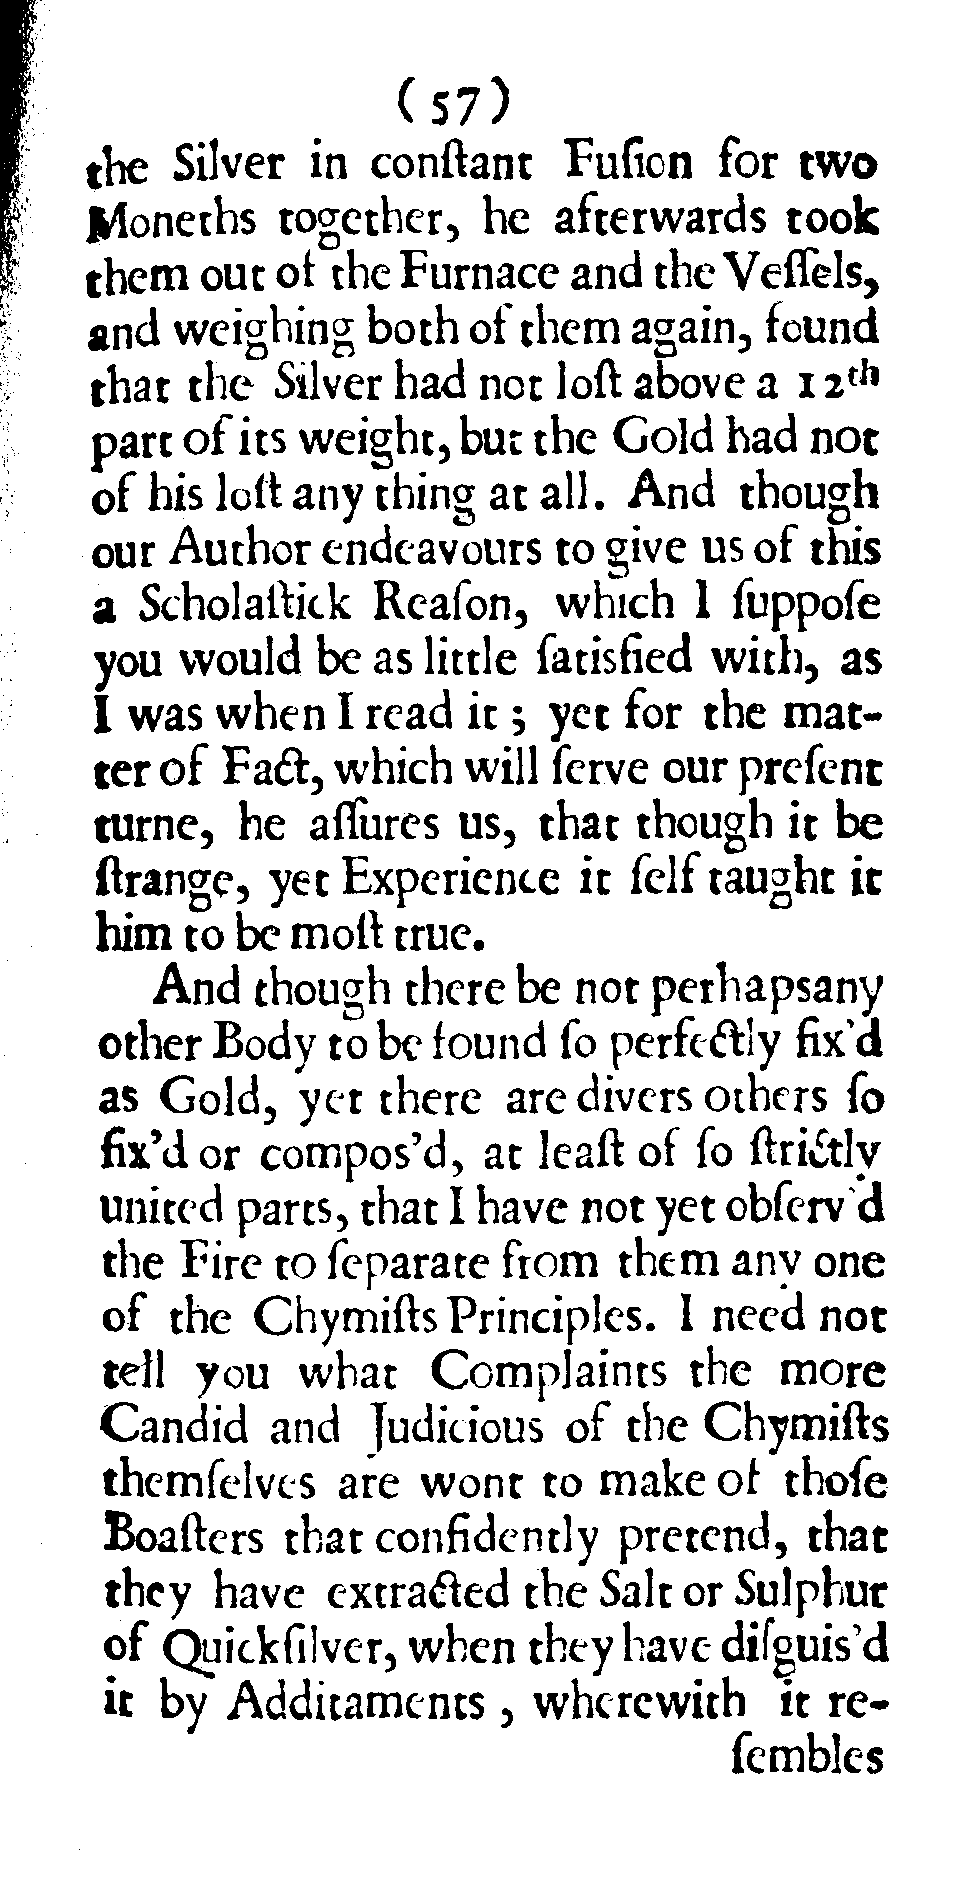 (57)
the Silver in conſtant Fuſion for two
Moneths together, he afterwards took
them out of the Furnace and the Veſſels,
and weighing both of them again, found
that the Silver had not loſt above a 12th
part of its weight, but the Gold had not
of his loſt any thing at all. And though
our Author endeavours to give us of this
a Scholaſtick Reaſon, which I ſuppoſe
you would be as little ſatisfied with, as
I was when I read it; yet for the mat-
ter of Fact, which will ſerve our preſent
turne, he aſſures us, that though it be
ſtrange, yet Experience it ſelf taught it
him to be moſt true.
And though there be not perhapsany
other Body to be found ſo perfectly fix'd
as Gold, yet there are divers others ſo
fix'd or compos'd, at leaſt of ſo ſtrictly
united parts, that I have not yet obſerv'd
the Fire to ſeparate from them any one
of the Chymiſts Principles. I need not
tell you what Complaints the more
Candid and Judicious of the Chymiſts
themſelves are wont to make of thoſe
Boaſters that confidently pretend, that
they have extracted the Salt or Sulphur
of Quickſilver, when they have diſguis'd
it by Additaments, wherewith it re-
ſembles